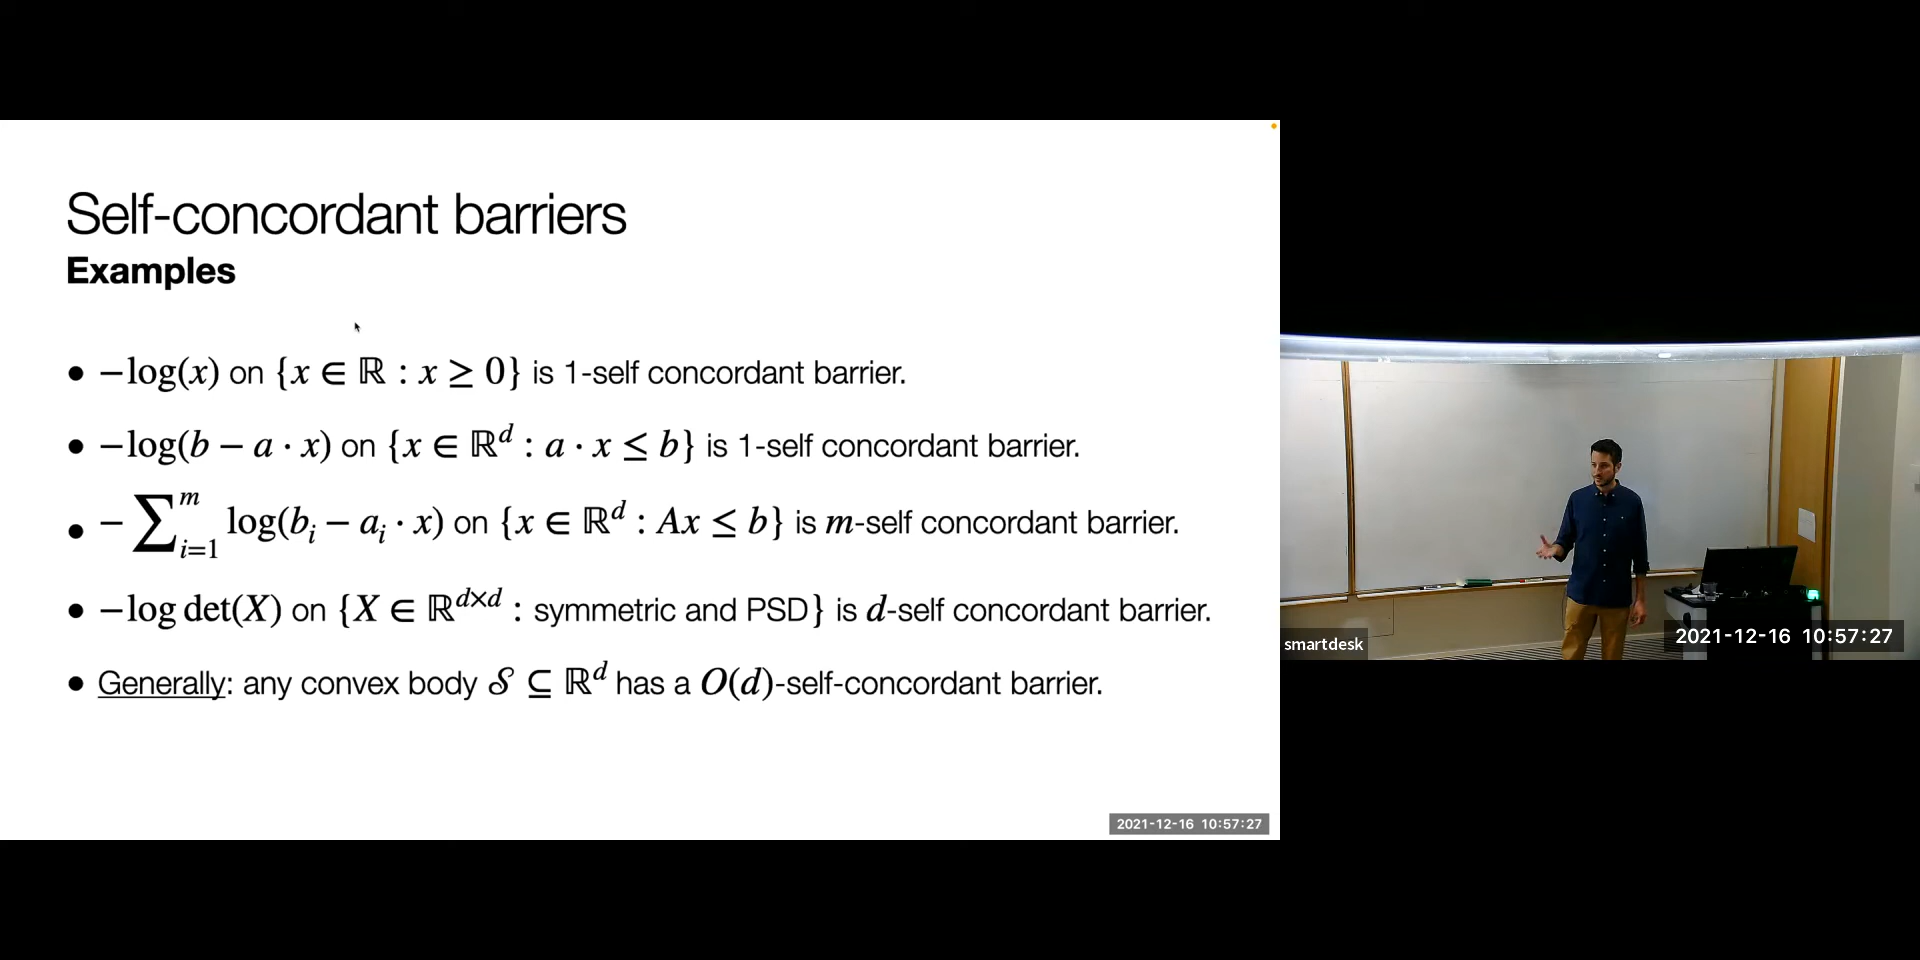 Self-concordant barriers
Examples
• −log(x) on {x ∈ ℝ : x ≥ 0} is 1-self concordant barrier.
• −log(b − a · x) on {x ∈ ℝ^d : a · x ≤ b} is 1-self concordant barrier.
• −∑_{i=1}^m log(b_i − a_i · x) on {x ∈ ℝ^d : Ax ≤ b} is m-self concordant barrier.
• −log det(X) on {X ∈ ℝ^{d×d} : symmetric and PSD} is d-self concordant barrier.
• Generally: any convex body 𝒮 ⊆ ℝ^d has a O(d)-self-concordant barrier.
2021-12-16 10:57:27
smartdesk
2021-12-16 10:57:27